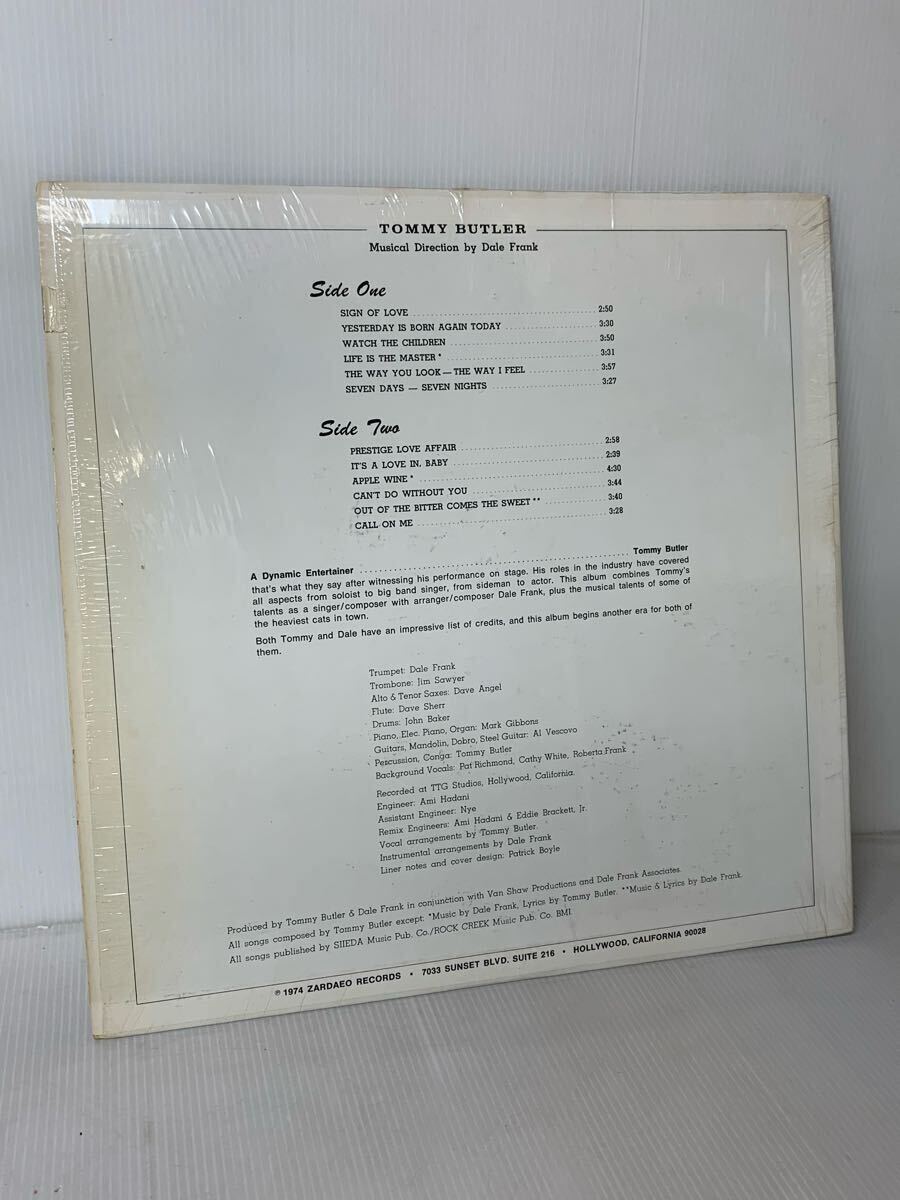 TOMMY BUTLER
Musical Direction by Dale Frank
Side One
SIGN OF LOVE 2:50
YESTERDAY IS BORN AGAIN TODAY 3:30
WATCH THE CHILDREN 3:50
LIFE IS THE MASTER * 3:31
THE WAY YOU LOOK — THE WAY I FEEL 3:57
SEVEN DAYS — SEVEN NIGHTS 3:27
Side Two
PRESTIGE LOVE AFFAIR 2:58
IT'S A LOVE IN, BABY 2:39
APPLE WINE * 4:30
CAN'T DO WITHOUT YOU 3:44
OUT OF THE BITTER COMES THE SWEET ** 3:40
CALL ON ME 3:28
A Dynamic Entertainer Tommy Butler
that's what they say after witnessing his performance on stage. His roles in the industry have covered
all aspects from soloist to big band singer, from sideman to actor. This album combines Tommy's
talents as a singer/composer with arranger/composer Dale Frank, plus the musical talents of some of
the heaviest cats in town.
Both Tommy and Dale have an impressive list of credits, and this album begins another era for both of
them.
Trumpet: Dale Frank
Trombone: Jim Sawyer
Alto & Tenor Saxes: Dave Angel
Flute: Dave Sherr
Drums: John Baker
Piano, Elec. Piano, Organ: Mark Gibbons
Guitars, Mandolin, Dobro, Steel Guitar: Al Vescovo
Percussion, Conga: Tommy Butler
Background Vocals: Pat Richmond, Cathy White, Roberta Frank
Recorded at TTG Studios, Hollywood, California.
Engineer: Ami Hadani
Assistant Engineer: Nye
Remix Engineers: Ami Hadani & Eddie Brackett, Jr.
Vocal arrangements by Tommy Butler.
Instrumental arrangements by Dale Frank
Liner notes and cover design: Patrick Boyle
Produced by Tommy Butler & Dale Frank in conjunction with Van Shaw Productions and Dale Frank Associates.
All songs composed by Tommy Butler except: *Music by Dale Frank, Lyrics by Tommy Butler. **Music & Lyrics by Dale Frank.
All songs published by SIIEDA Music Pub. Co./ROCK CREEK Music Pub. Co. BMI.
℗ 1974 ZARDAEO RECORDS • 7033 SUNSET BLVD. SUITE 216 • HOLLYWOOD, CALIFORNIA 90028